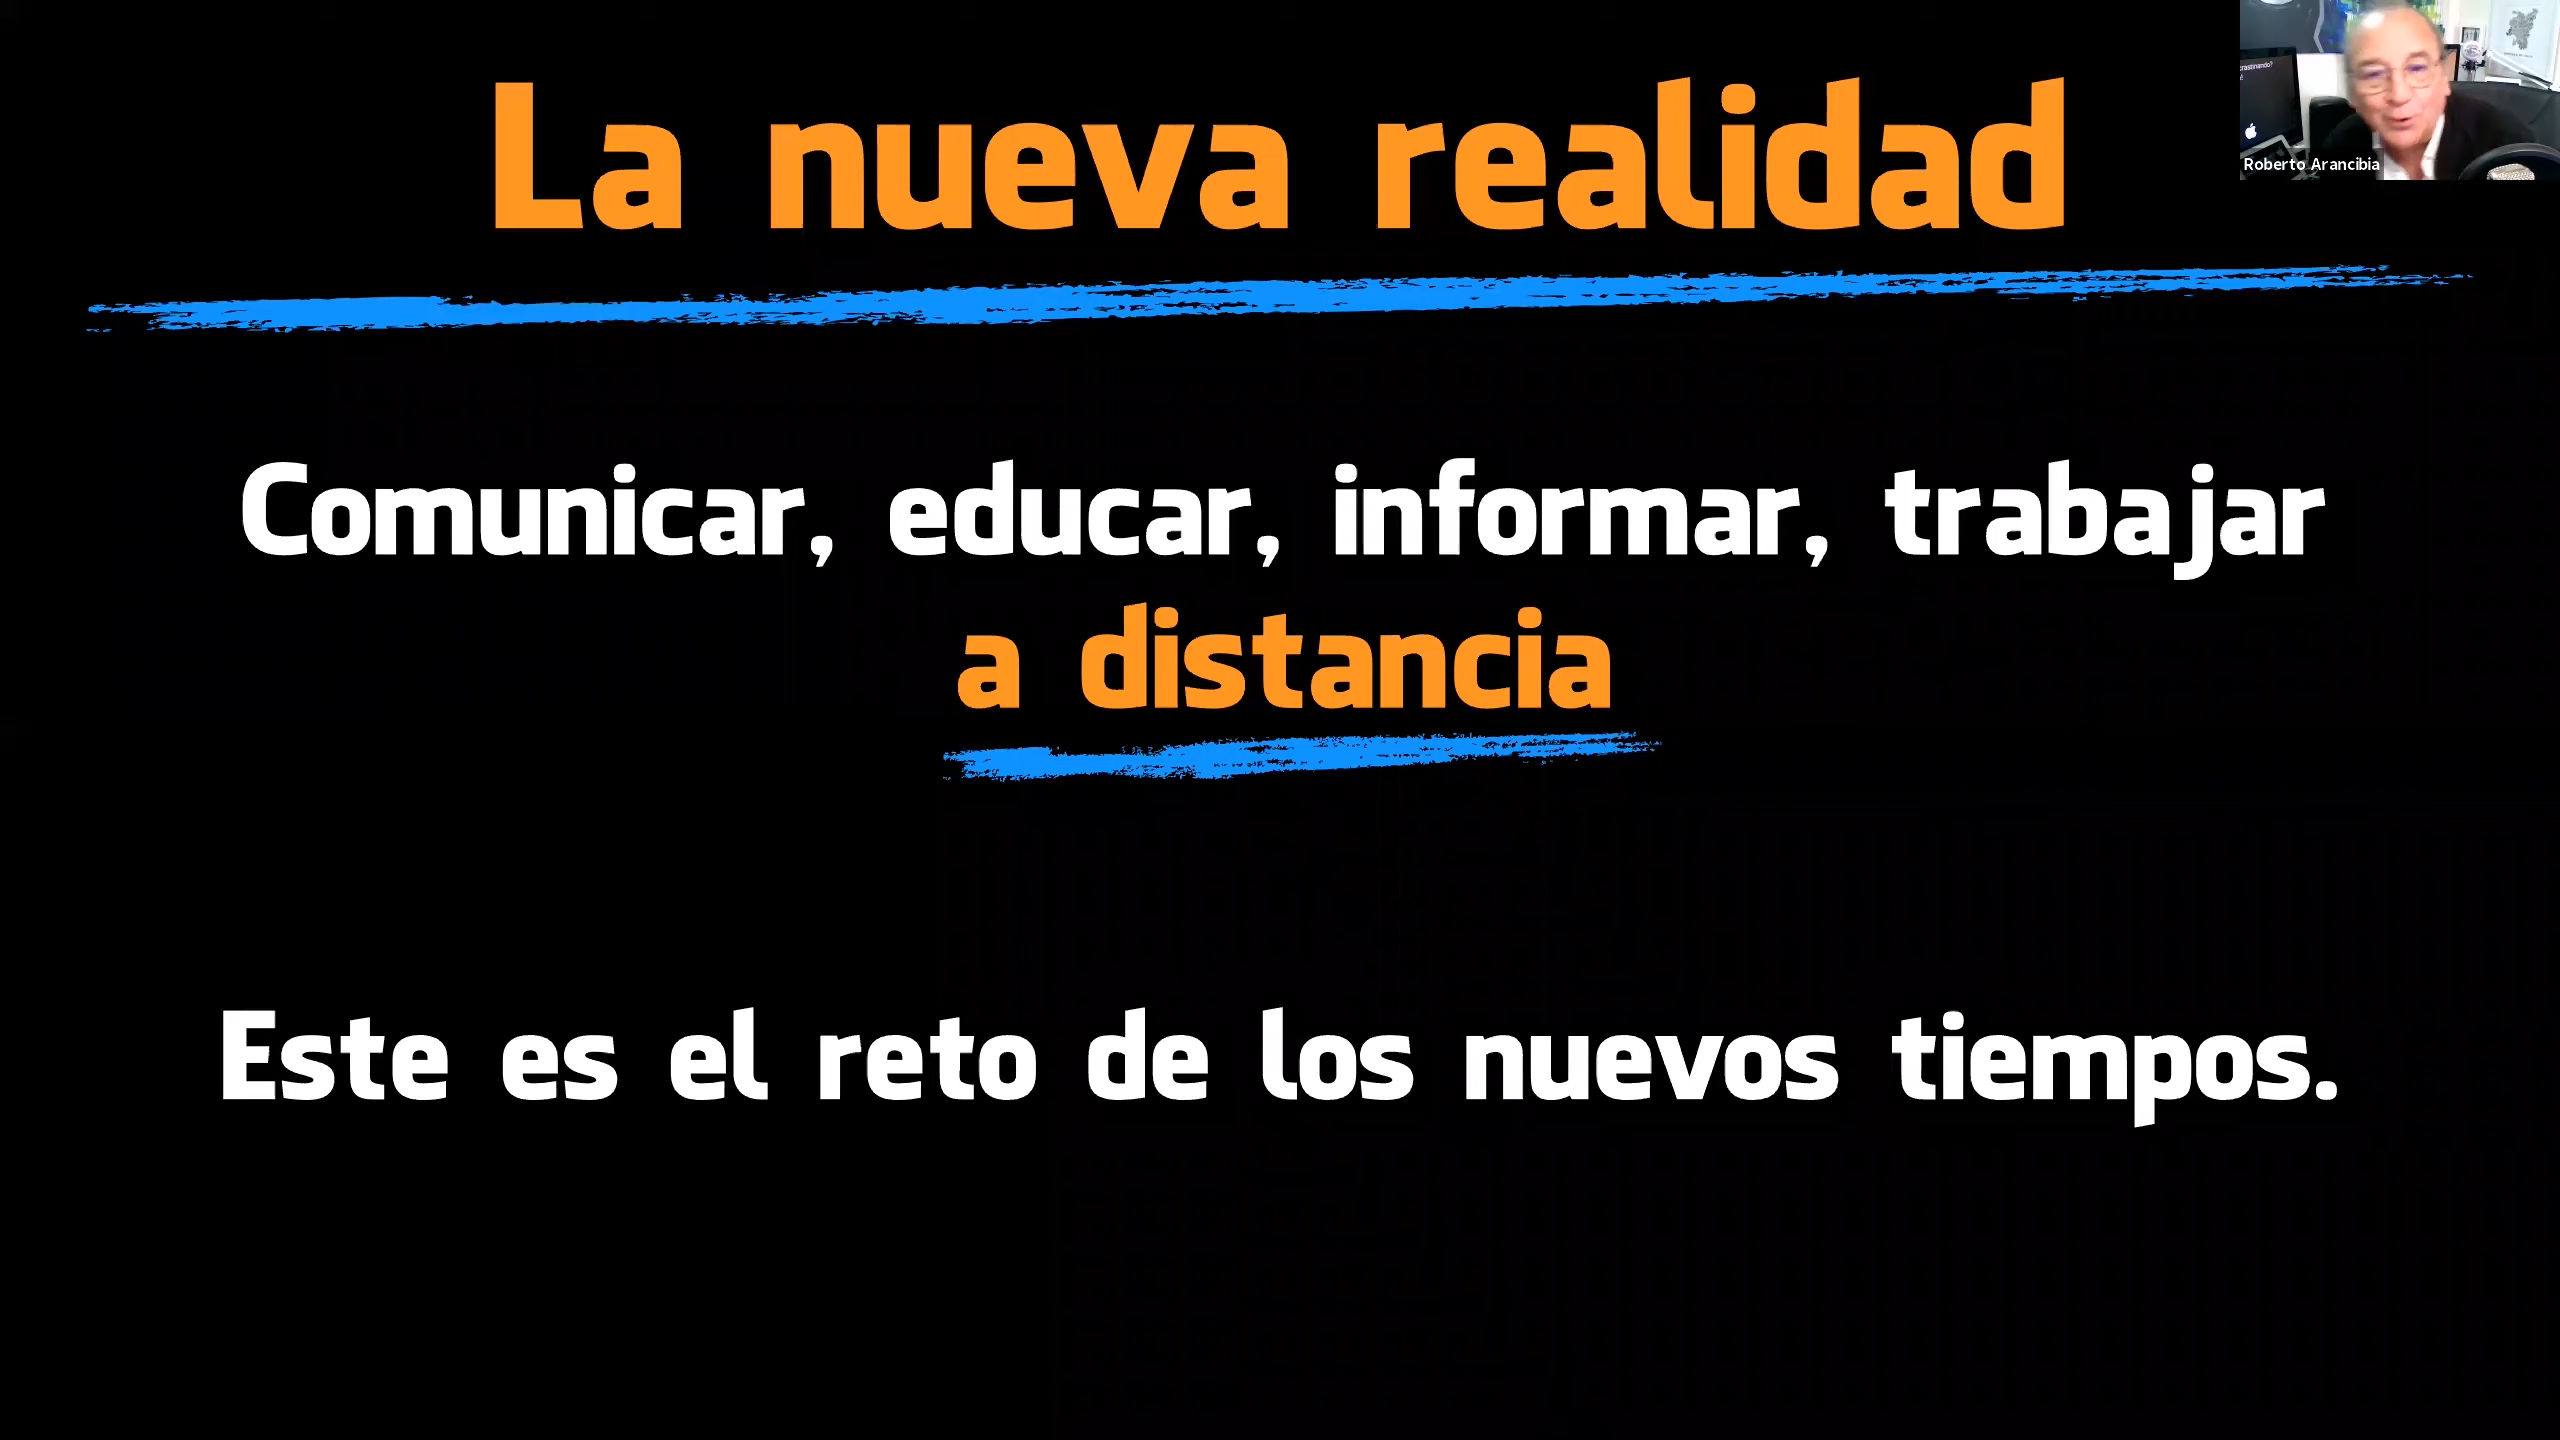 La nueva realidad
Roberto Arancibia
Comunicar, educar, informar, trabajar
a distancia
Este es el reto de los nuevos tiempos.